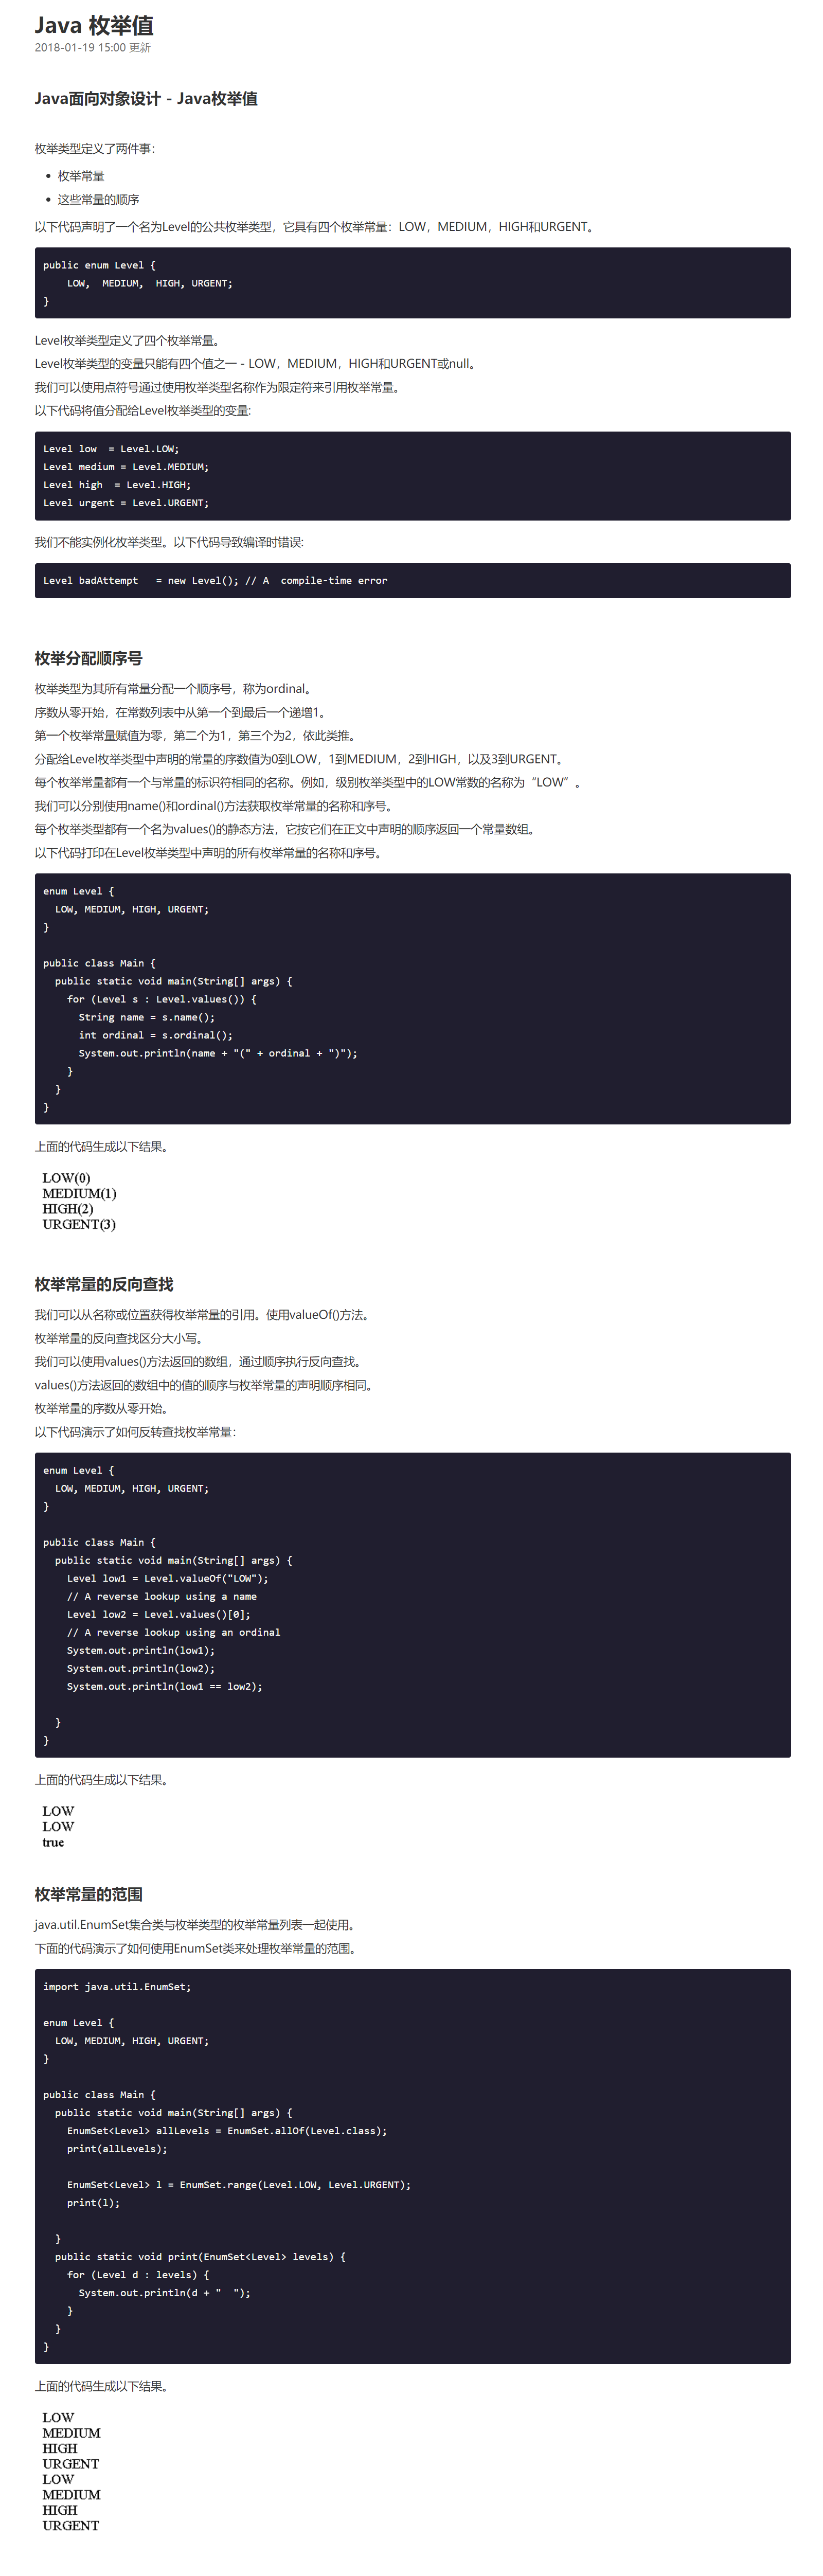 Java 枚举值
2018-01-19 15:00 更新
Java面向对象设计 - Java枚举值
枚举类型定义了两件事：
• 枚举常量
• 这些常量的顺序
以下代码声明了一个名为Level的公共枚举类型，它具有四个枚举常量：LOW，MEDIUM，HIGH和URGENT。
public enum Level {
    LOW,  MEDIUM,  HIGH, URGENT;
}
Level枚举类型定义了四个枚举常量。
Level枚举类型的变量只能有四个值之一 - LOW，MEDIUM，HIGH和URGENT或null。
我们可以使用点符号通过使用枚举类型名称作为限定符来引用枚举常量。
以下代码将值分配给Level枚举类型的变量:
Level low  = Level.LOW;
Level medium = Level.MEDIUM;
Level high  = Level.HIGH;
Level urgent = Level.URGENT;
我们不能实例化枚举类型。以下代码导致编译时错误:
Level badAttempt   = new Level(); // A  compile-time error
枚举分配顺序号
枚举类型为其所有常量分配一个顺序号，称为ordinal。
序数从零开始，在常数列表中从第一个到最后一个递增1。
第一个枚举常量赋值为零，第二个为1，第三个为2，依此类推。
分配给Level枚举类型中声明的常量的序数值为0到LOW，1到MEDIUM，2到HIGH，以及3到URGENT。
每个枚举常量都有一个与常量的标识符相同的名称。例如，级别枚举类型中的LOW常数的名称为“LOW”。
我们可以分别使用name()和ordinal()方法获取枚举常量的名称和序号。
每个枚举类型都有一个名为values()的静态方法，它按它们在正文中声明的顺序返回一个常量数组。
以下代码打印在Level枚举类型中声明的所有枚举常量的名称和序号。
enum Level {
  LOW, MEDIUM, HIGH, URGENT;
}
public class Main {
  public static void main(String[] args) {
    for (Level s : Level.values()) {
      String name = s.name();
      int ordinal = s.ordinal();
      System.out.println(name + "(" + ordinal + ")");
    }
  }
}
上面的代码生成以下结果。
LOW(0)
MEDIUM(1)
HIGH(2)
URGENT(3)
枚举常量的反向查找
我们可以从名称或位置获得枚举常量的引用。使用valueOf()方法。
枚举常量的反向查找区分大小写。
我们可以使用values()方法返回的数组，通过顺序执行反向查找。
values()方法返回的数组中的值的顺序与枚举常量的声明顺序相同。
枚举常量的序数从零开始。
以下代码演示了如何反转查找枚举常量：
enum Level {
  LOW, MEDIUM, HIGH, URGENT;
}
public class Main {
  public static void main(String[] args) {
    Level low1 = Level.valueOf("LOW");
    // A reverse lookup using a name
    Level low2 = Level.values()[0];
    // A reverse lookup using an ordinal
    System.out.println(low1);
    System.out.println(low2);
    System.out.println(low1 == low2);
  }
}
上面的代码生成以下结果。
LOW
LOW
true
枚举常量的范围
java.util.EnumSet集合类与枚举类型的枚举常量列表一起使用。
下面的代码演示了如何使用EnumSet类来处理枚举常量的范围。
import java.util.EnumSet;
enum Level {
  LOW, MEDIUM, HIGH, URGENT;
}
public class Main {
  public static void main(String[] args) {
    EnumSet<Level> allLevels = EnumSet.allOf(Level.class);
    print(allLevels);
    EnumSet<Level> l = EnumSet.range(Level.LOW, Level.URGENT);
    print(l);
  }
  public static void print(EnumSet<Level> levels) {
    for (Level d : levels) {
      System.out.println(d + "  ");
    }
  }
}
上面的代码生成以下结果。
LOW
MEDIUM
HIGH
URGENT
LOW
MEDIUM
HIGH
URGENT